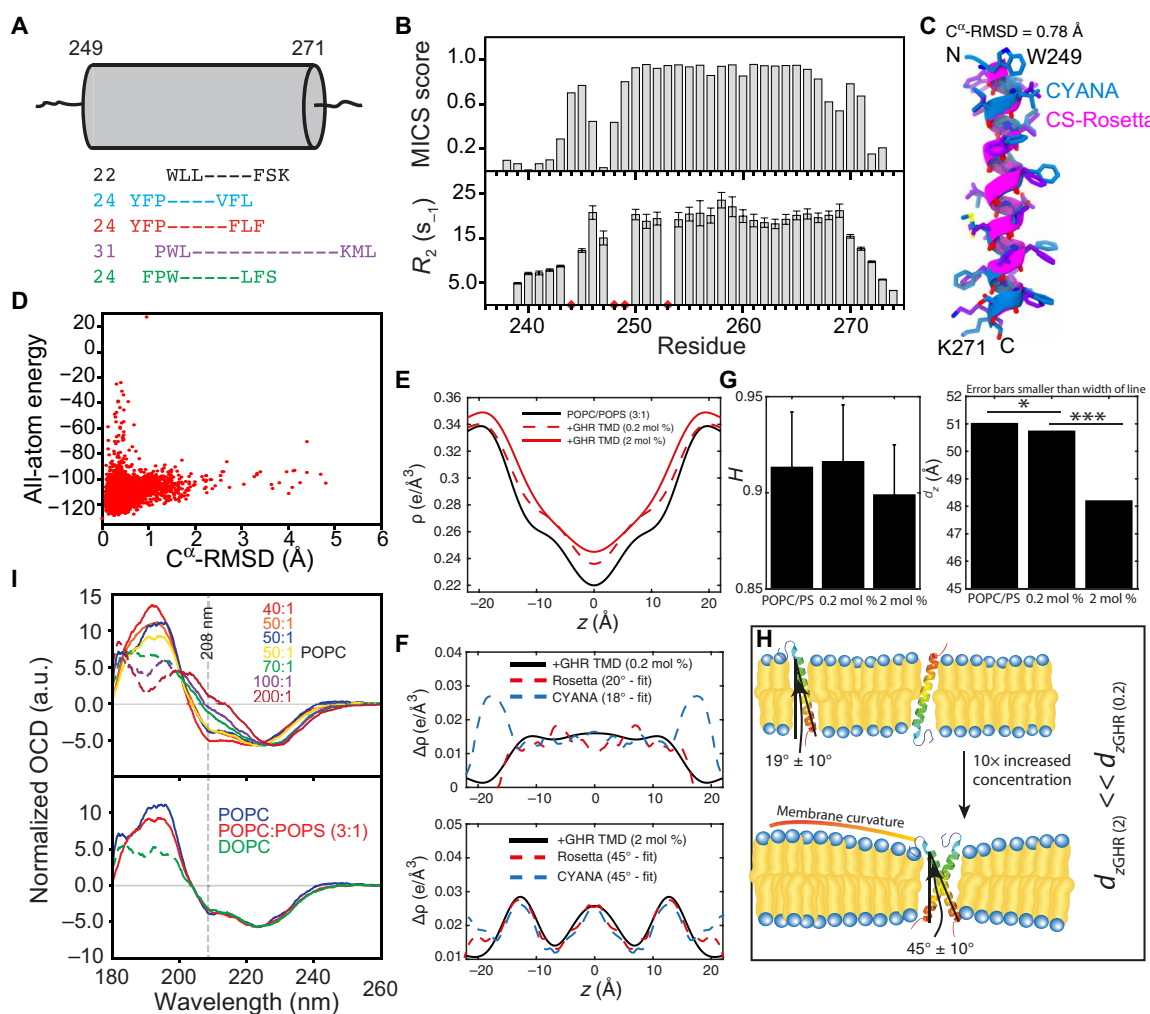 A
249 271
22 WLL----FSK
24 YFP----VFL
24 YFP-----FLF
31 PWL------------KML
24 FPW-----LFS
B
MICS score
1.0
0.6
0.2
R2 (s−1)
25
15
5.0
240 250 260 270
Residue
C
Cα-RMSD = 0.78 Å
N W249
CYANA
CS-Rosetta
K271 C
D
All-atom energy
20
0
−20
−40
−60
−80
−100
−120
0 1 2 3 4 5 6
Cα-RMSD (Å)
E
ρ (e/Å3)
0.36
0.34
0.32
0.30
0.28
0.26
0.24
0.22
POPC/POPS (3:1)
+GHR TMD (0.2 mol %)
+GHR TMD (2 mol %)
−20 −10 0 10 20
z (Å)
G
H
0.95
0.9
0.85
POPC/PS 0.2 mol % 2 mol %
Error bars smaller than width of line
* ***
dz (Å)
52
51
50
49
48
47
46
45
POPC/PS 0.2 mol % 2 mol %
F
Δρ (e/Å3)
0.04
0.03
0.02
0.01
0
+GHR TMD (0.2 mol %)
Rosetta (20° - fit)
CYANA (18° - fit)
−20 −10 0 10 20
Δρ (e/Å3)
0.05
0.04
0.03
0.02
0.01
+GHR TMD (2 mol %)
Rosetta (45° - fit)
CYANA (45° - fit)
−20 −10 0 10 20
z (Å)
H
19° ± 10°
10× increased
concentration
Membrane curvature
45° ± 10°
dzGHR (2) << dzGHR (0.2)
I
Normalized OCD (a.u.)
15
10
5.0
0.0
−5.0
208 nm
40:1
50:1
50:1
50:1
POPC
70:1
100:1
200:1
10
5.0
0.0
−5.0
−10
POPC
POPC:POPS (3:1)
DOPC
180 200 220 240 260
Wavelength (nm)